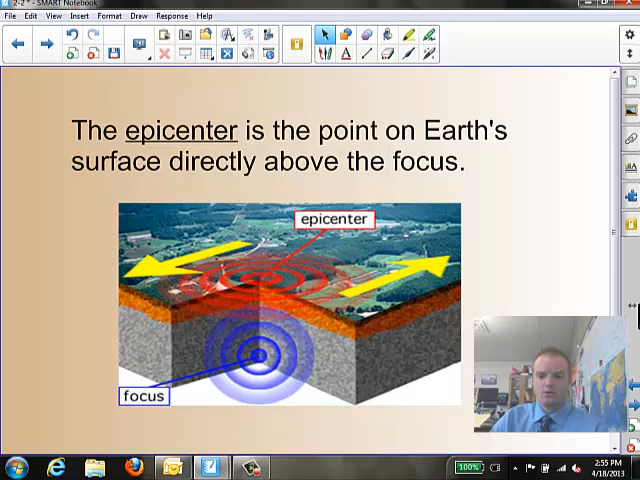 2-2 * - SMART Notebook
File Edit View Insert Format Draw Response Help
The epicenter is the point on Earth's
surface directly above the focus.
epicenter
focus
100%
2:55 PM
4/18/2013